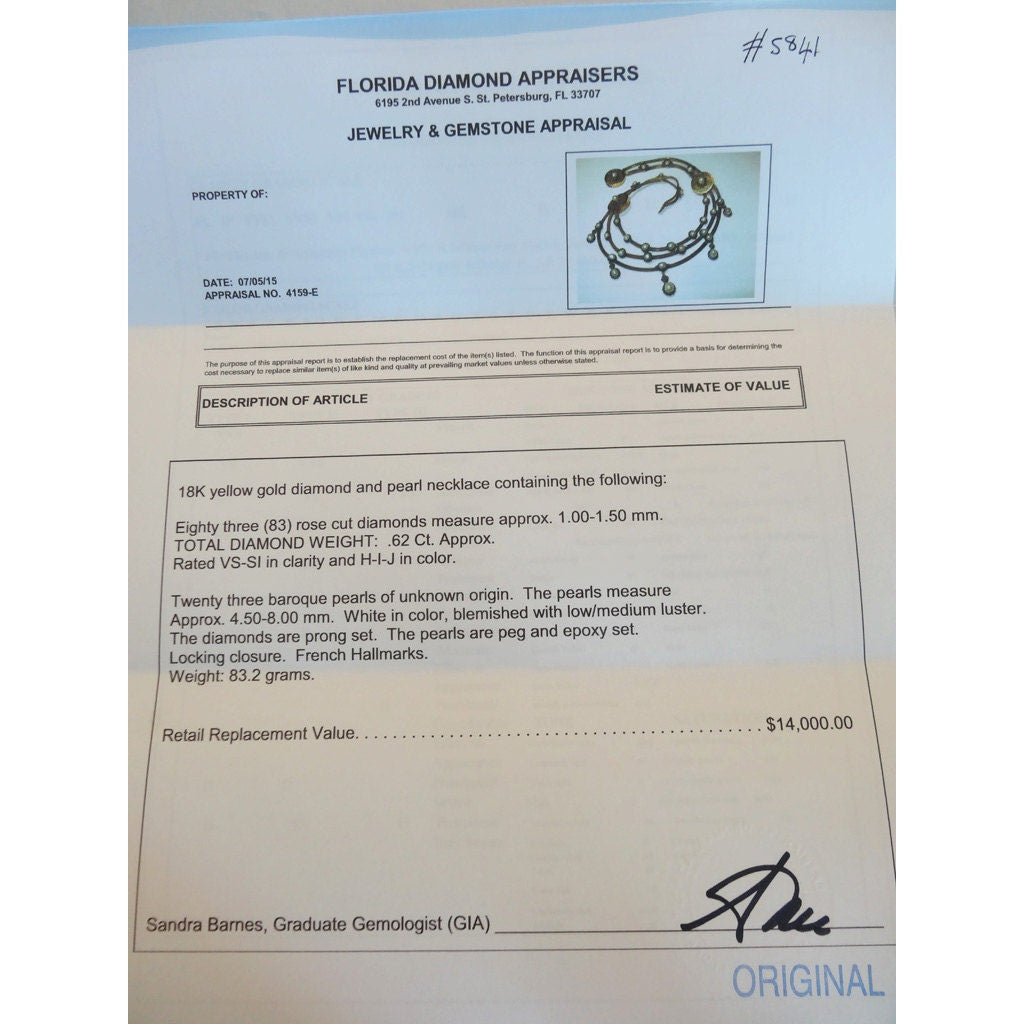 #5841
FLORIDA DIAMOND APPRAISERS
6195 2nd Avenue S. St. Petersburg, FL 33707
JEWELRY & GEMSTONE APPRAISAL
PROPERTY OF:
DATE: 07/05/15
APPRAISAL NO. 4159-E
The purpose of this appraisal report is to establish the replacement cost of the item(s) listed. The function of this appraisal report is to provide a basis for determining the
cost necessary to replace similar item(s) of like kind and quality at prevailing market values unless otherwise stated.
DESCRIPTION OF ARTICLE ESTIMATE OF VALUE
18K yellow gold diamond and pearl necklace containing the following:
Eighty three (83) rose cut diamonds measure approx. 1.00-1.50 mm.
TOTAL DIAMOND WEIGHT: .62 Ct. Approx.
Rated VS-SI in clarity and H-I-J in color.
Twenty three baroque pearls of unknown origin. The pearls measure
Approx. 4.50-8.00 mm. White in color, blemished with low/medium luster.
The diamonds are prong set. The pearls are peg and epoxy set.
Locking closure. French Hallmarks.
Weight: 83.2 grams.
Retail Replacement Value. . . . . . . . . . . . . . . . . . . . . . . . . . . . . . . . . . . . . . . . . . . . $14,000.00
Sandra Barnes, Graduate Gemologist (GIA)
ORIGINAL